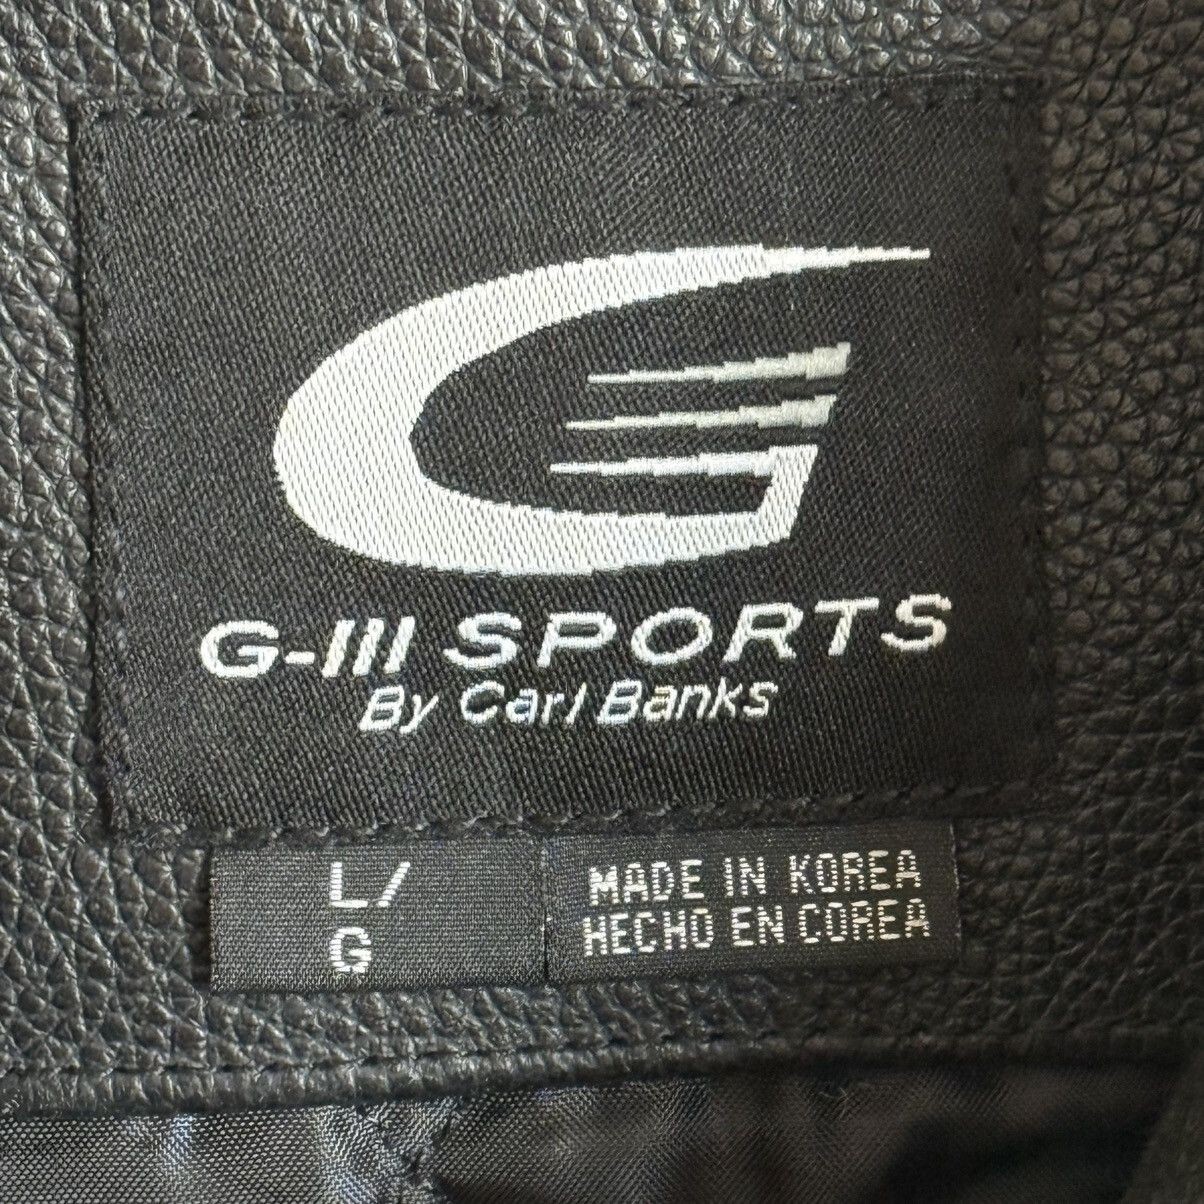 G-III SPORTS
By Carl Banks
L/
G
MADE IN KOREA
HECHO EN COREA